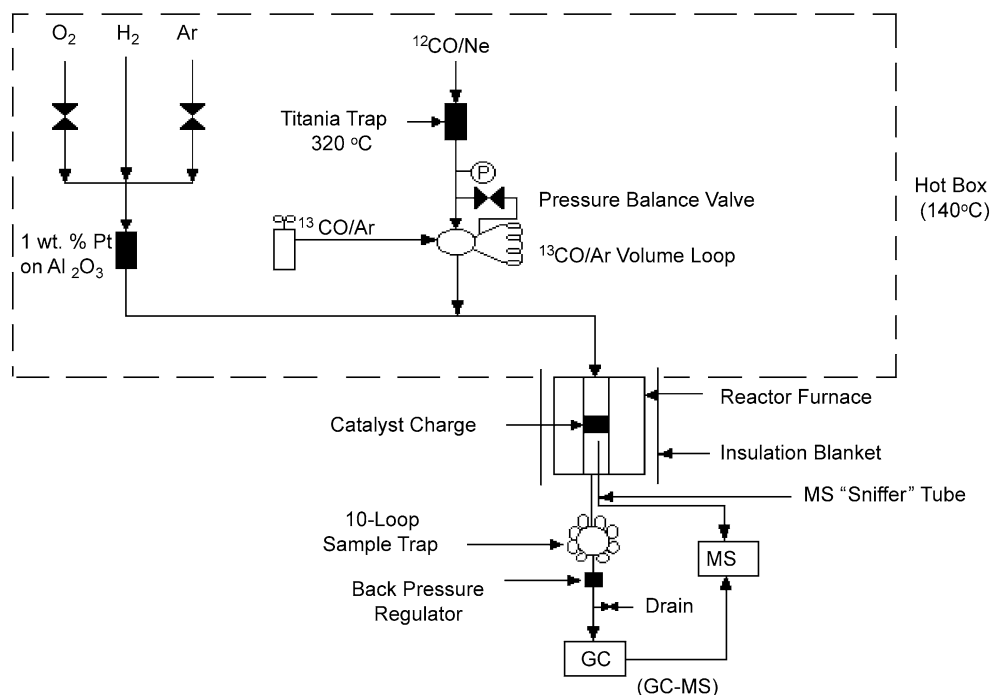 O₂ H₂ Ar
¹²CO/Ne
Titania Trap
320 °C
P
Pressure Balance Valve
Hot Box
(140°C)
¹³CO/Ar
¹³CO/Ar Volume Loop
1 wt. % Pt
on Al₂O₃
Reactor Furnace
Catalyst Charge
Insulation Blanket
MS “Sniffer” Tube
10-Loop
Sample Trap
MS
Back Pressure
Regulator
Drain
GC
(GC-MS)